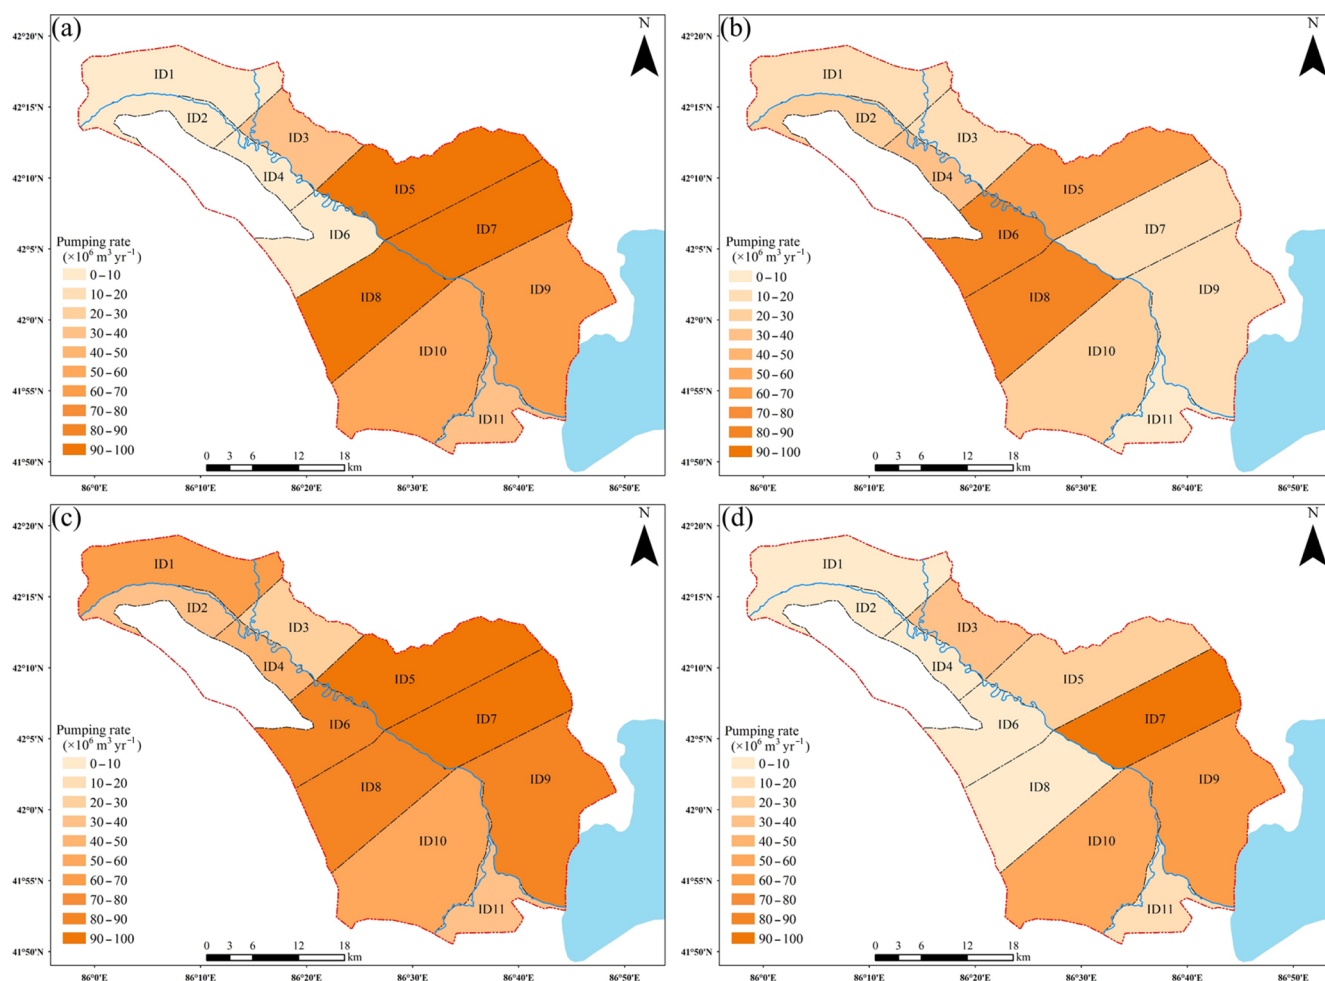 (a)
N
42°20'N
42°15'N
42°10'N
42°5'N
42°0'N
41°55'N
41°50'N
ID1
ID2
ID3
ID4
ID5
ID6
ID7
ID8
ID9
ID10
ID11
Pumping rate
(×10⁶ m³ yr⁻¹)
0-10
10-20
20-30
30-40
40-50
50-60
60-70
70-80
80-90
90-100
0 3 6 12 18
km
86°0'E 86°10'E 86°20'E 86°30'E 86°40'E 86°50'E
(b)
N
42°20'N
42°15'N
42°10'N
42°5'N
42°0'N
41°55'N
41°50'N
ID1
ID2
ID3
ID4
ID5
ID6
ID7
ID8
ID9
ID10
ID11
Pumping rate
(×10⁶ m³ yr⁻¹)
0-10
10-20
20-30
30-40
40-50
50-60
60-70
70-80
80-90
90-100
0 3 6 12 18
km
86°0'E 86°10'E 86°20'E 86°30'E 86°40'E 86°50'E
(c)
N
42°20'N
42°15'N
42°10'N
42°5'N
42°0'N
41°55'N
41°50'N
ID1
ID2
ID3
ID4
ID5
ID6
ID7
ID8
ID9
ID10
ID11
Pumping rate
(×10⁶ m³ yr⁻¹)
0-10
10-20
20-30
30-40
40-50
50-60
60-70
70-80
80-90
90-100
0 3 6 12 18
km
86°0'E 86°10'E 86°20'E 86°30'E 86°40'E 86°50'E
(d)
N
42°20'N
42°15'N
42°10'N
42°5'N
42°0'N
41°55'N
41°50'N
ID1
ID2
ID3
ID4
ID5
ID6
ID7
ID8
ID9
ID10
ID11
Pumping rate
(×10⁶ m³ yr⁻¹)
0-10
10-20
20-30
30-40
40-50
50-60
60-70
70-80
80-90
90-100
0 3 6 12 18
km
86°0'E 86°10'E 86°20'E 86°30'E 86°40'E 86°50'E